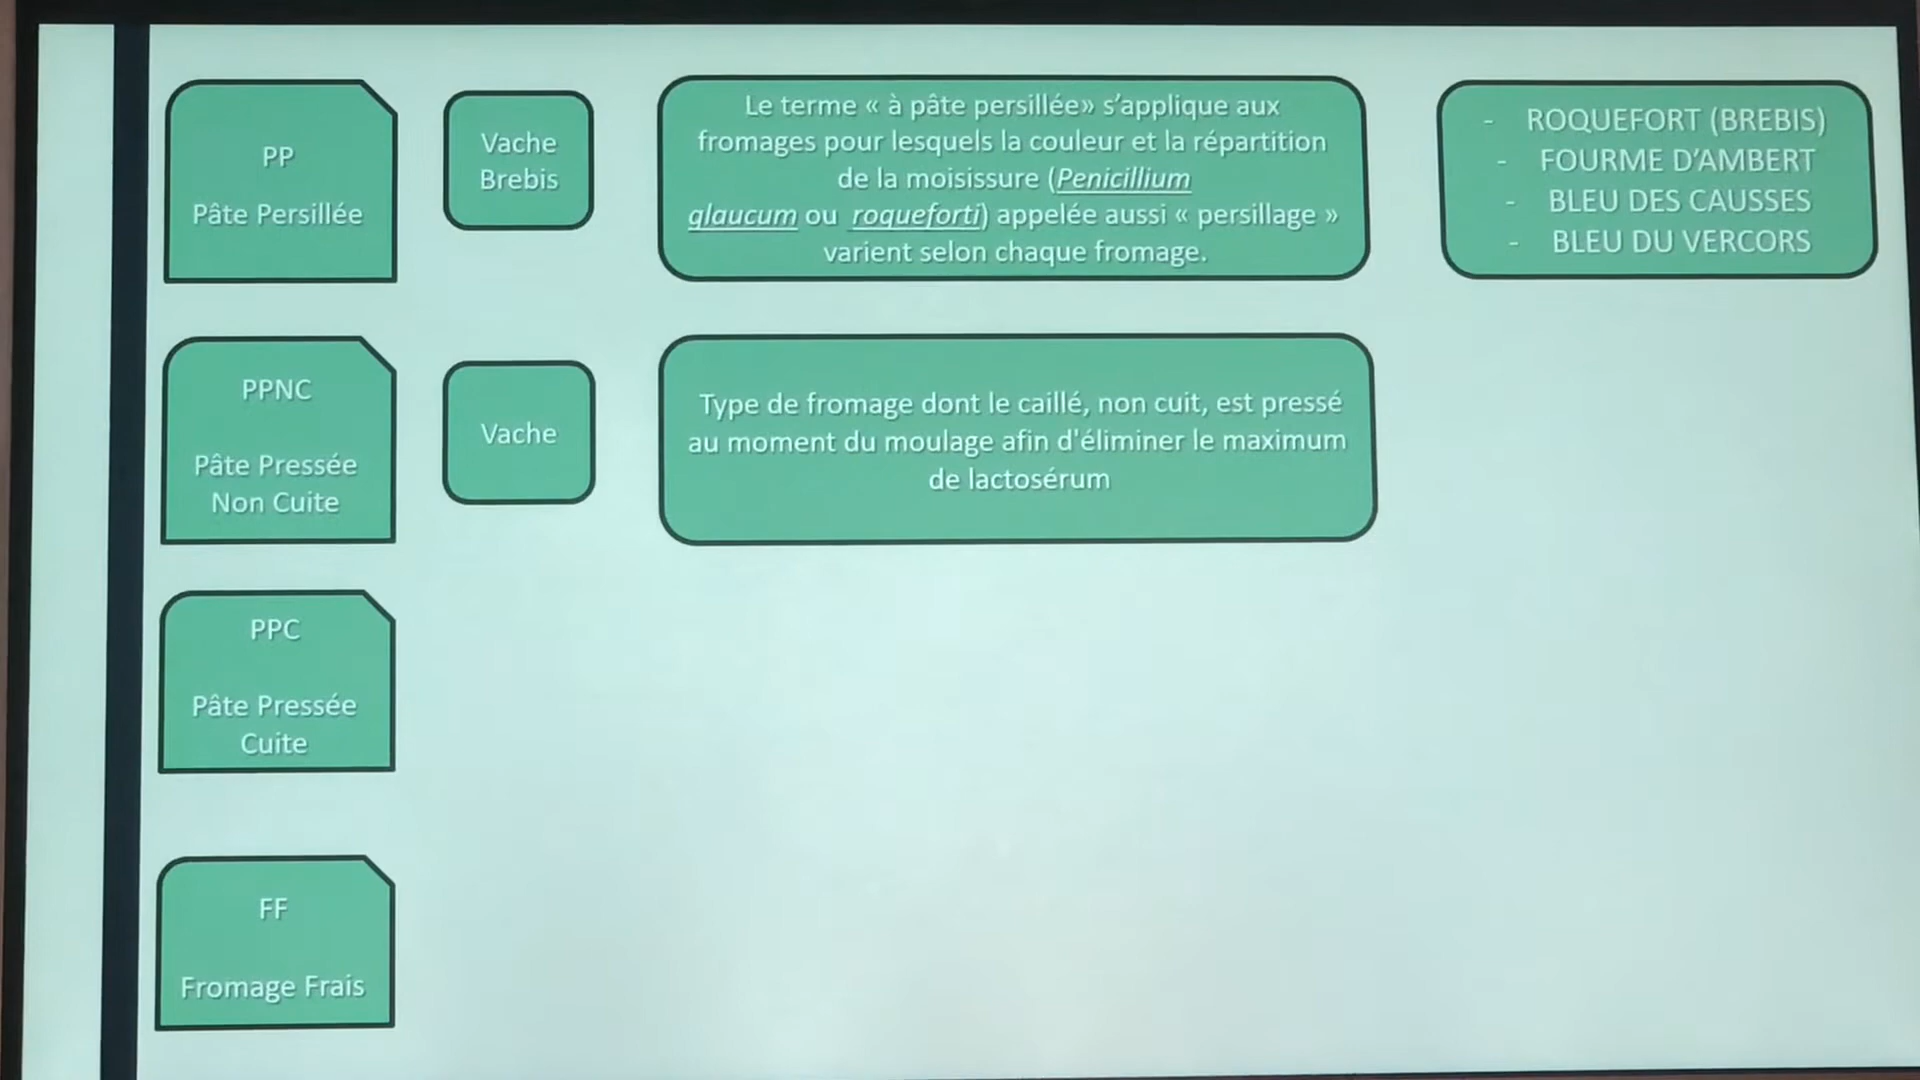 PP
Pâte Persillée
Vache
Brebis
Le terme « à pâte persillée» s’applique aux
fromages pour lesquels la couleur et la répartition
de la moisissure (Penicillium
glaucum ou roqueforti) appelée aussi « persillage »
varient selon chaque fromage.
- ROQUEFORT (BREBIS)
- FOURME D’AMBERT
- BLEU DES CAUSSES
- BLEU DU VERCORS
PPNC
Pâte Pressée
Non Cuite
Vache
Type de fromage dont le caillé, non cuit, est pressé
au moment du moulage afin d'éliminer le maximum
de lactosérum
PPC
Pâte Pressée
Cuite
FF
Fromage Frais